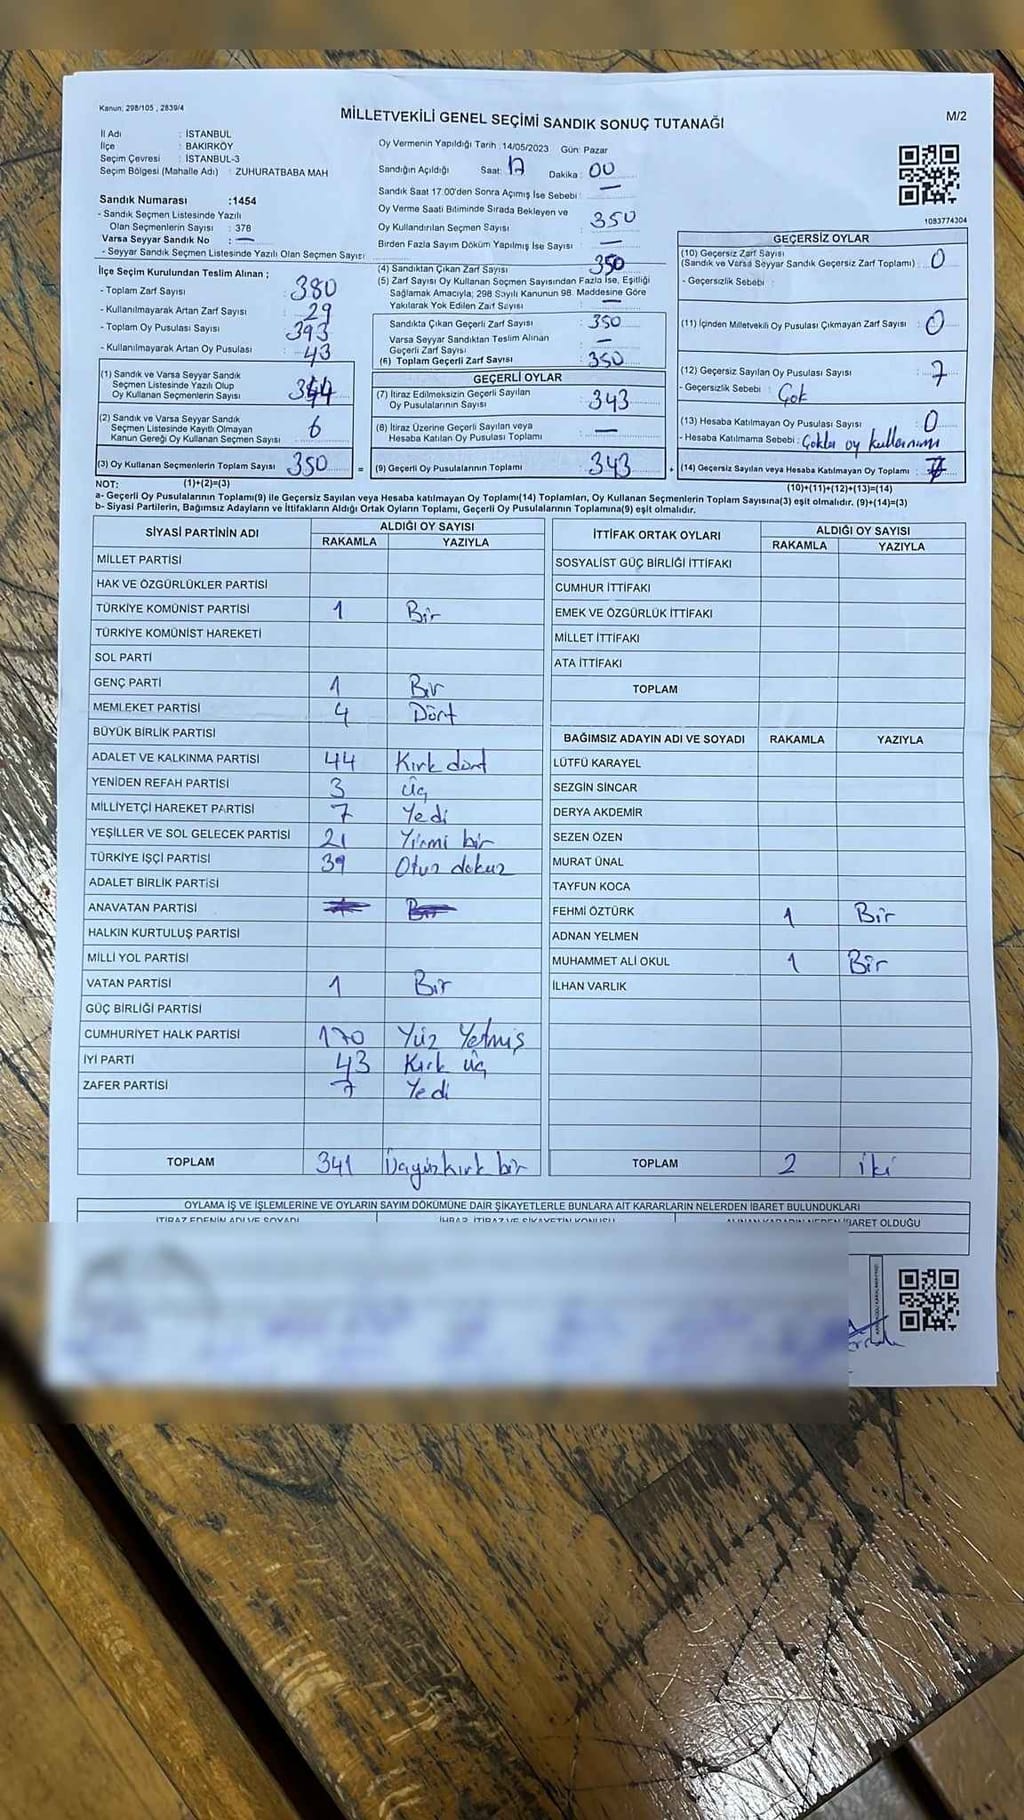 Kanun; 298/105 , 2839/4
MİLLETVEKİLİ GENEL SEÇİMİ SANDIK SONUÇ TUTANAĞI
M/2
İl Adı : İSTANBUL
İlçe : BAKIRKÖY
Seçim Çevresi : İSTANBUL-3
Seçim Bölgesi (Mahalle Adı) : ZUHURATBABA MAH
Sandık Numarası :1454
- Sandık Seçmen Listesinde Yazılı
Olan Seçmenlerin Sayısı : 378
Varsa Seyyar Sandık No : —
- Seyyar Sandık Seçmen Listesinde Yazılı Olan Seçmen Sayısı
İlçe Seçim Kurulundan Teslim Alınan ;
- Toplam Zarf Sayısı : 380
- Kullanılmayarak Artan Zarf Sayısı : 29
- Toplam Oy Pusulası Sayısı : 393
- Kullanılmayarak Artan Oy Pusulası : 43
(1) Sandık ve Varsa Seyyar Sandık
Seçmen Listesinde Yazılı Olup
Oy Kullanan Seçmenlerin Sayısı : 344
(2) Sandık ve Varsa Seyyar Sandık
Seçmen Listesinde Kayıtlı Olmayan
Kanun Gereği Oy Kullanan Seçmen Sayısı : 6
(3) Oy Kullanan Seçmenlerin Toplam Sayısı : 350
Oy Vermenin Yapıldığı Tarih :14/05/2023 Gün: Pazar
Sandığın Açıldığı Saat: 17 Dakika : 00
Sandık Saat 17:00'den Sonra Açımış İse Sebebi : —
Oy Verme Saati Bitiminde Sırada Bekleyen ve
Oy Kullandırılan Seçmen Sayısı : 350
Birden Fazla Sayım Döküm Yapılmış İse Sayısı : —
(4) Sandıktan Çıkan Zarf Sayısı : 350
(5) Zarf Sayısı Oy Kullanan Seçmen Sayısından Fazla İse, Eşitliği
Sağlamak Amacıyla; 298 Sayılı Kanunun 98. Maddesine Göre
Yakılarak Yok Edilen Zarf Sayısı : —
Sandıkta Çıkan Geçerli Zarf Sayısı : 350
Varsa Seyyar Sandıktan Teslim Alınan
Geçerli Zarf Sayısı : —
(6) Toplam Geçerli Zarf Sayısı : 350
GEÇERLİ OYLAR
(7) İtiraz Edilmeksizin Geçerli Sayılan
Oy Pusulalarının Sayısı : 343
(8) İtiraz Üzerine Geçerli Sayılan veya
Hesaba Katılan Oy Pusulası Toplamı : —
= (9) Geçerli Oy Pusulalarının Toplamı : 343 +
1083774304
GEÇERSİZ OYLAR
(10) Geçersiz Zarf Sayısı
(Sandık ve Varsa Seyyar Sandık Geçersiz Zarf Toplamı) : 0
- Geçersizlik Sebebi :
(11) İçinden Milletvekili Oy Pusulası Çıkmayan Zarf Sayısı : 0
(12) Geçersiz Sayılan Oy Pusulası Sayısı : 7
- Geçersizlik Sebebi : Çok
(13) Hesaba Katılmayan Oy Pusulası Sayısı : 0
- Hesaba Katılmama Sebebi : Çoklu oy kullanımı
(14) Geçersiz Sayılan veya Hesaba Katılmayan Oy Toplamı : 7
NOT: (1)+(2)=(3)
(10)+(11)+(12)+(13)=(14)
a- Geçerli Oy Pusulalarının Toplamı(9) ile Geçersiz Sayılan veya Hesaba katılmayan Oy Toplamı(14) Toplamları, Oy Kullanan Seçmenlerin Toplam Sayısına(3) eşit olmalıdır. (9)+(14)=(3)
b- Siyasi Partilerin, Bağımsız Adayların ve İttifakların Aldığı Ortak Oyların Toplamı, Geçerli Oy Pusulalarının Toplamına(9) eşit olmalıdır.
SİYASİ PARTİNİN ADI ALDIĞI OY SAYISI
RAKAMLA YAZIYLA
MİLLET PARTİSİ
HAK VE ÖZGÜRLÜKLER PARTİSİ
TÜRKİYE KOMÜNİST PARTİSİ 1 Bir
TÜRKİYE KOMÜNİST HAREKETİ
SOL PARTİ
GENÇ PARTİ 1 Bir
MEMLEKET PARTİSİ 4 Dört
BÜYÜK BİRLİK PARTİSİ
ADALET VE KALKINMA PARTİSİ 44 Kırk dört
YENİDEN REFAH PARTİSİ 3 Üç
MİLLİYETÇİ HAREKET PARTİSİ 7 Yedi
YEŞİLLER VE SOL GELECEK PARTİSİ 21 Yirmi bir
TÜRKİYE İŞÇİ PARTİSİ 39 Otuz dokuz
ADALET BİRLİK PARTİSİ
ANAVATAN PARTİSİ
HALKIN KURTULUŞ PARTİSİ
MİLLİ YOL PARTİSİ
VATAN PARTİSİ 1 Bir
GÜÇ BİRLİĞİ PARTİSİ
CUMHURİYET HALK PARTİSİ 170 Yüz Yetmiş
İYİ PARTİ 43 Kırk üç
ZAFER PARTİSİ 7 Yedi
TOPLAM 341 Üçyüzkırk bir
İTTİFAK ORTAK OYLARI ALDIĞI OY SAYISI
RAKAMLA YAZIYLA
SOSYALİST GÜÇ BİRLİĞİ İTTİFAKI
CUMHUR İTTİFAKI
EMEK VE ÖZGÜRLÜK İTTİFAKI
MİLLET İTTİFAKI
ATA İTTİFAKI
TOPLAM
BAĞIMSIZ ADAYIN ADI VE SOYADI RAKAMLA YAZIYLA
LÜTFÜ KARAYEL
SEZGİN SİNCAR
DERYA AKDEMİR
SEZEN ÖZEN
MURAT ÜNAL
TAYFUN KOCA
FEHMİ ÖZTÜRK 1 Bir
ADNAN YELMEN
MUHAMMET ALİ OKUL 1 Bir
İLHAN VARLIK
TOPLAM 2 iki
OYLAMA İŞ VE İŞLEMLERİNE VE OYLARIN SAYIM DÖKÜMÜNE DAİR ŞİKAYETLERLE BUNLARA AİT KARARLARIN NELERDEN İBARET BULUNDUKLARI